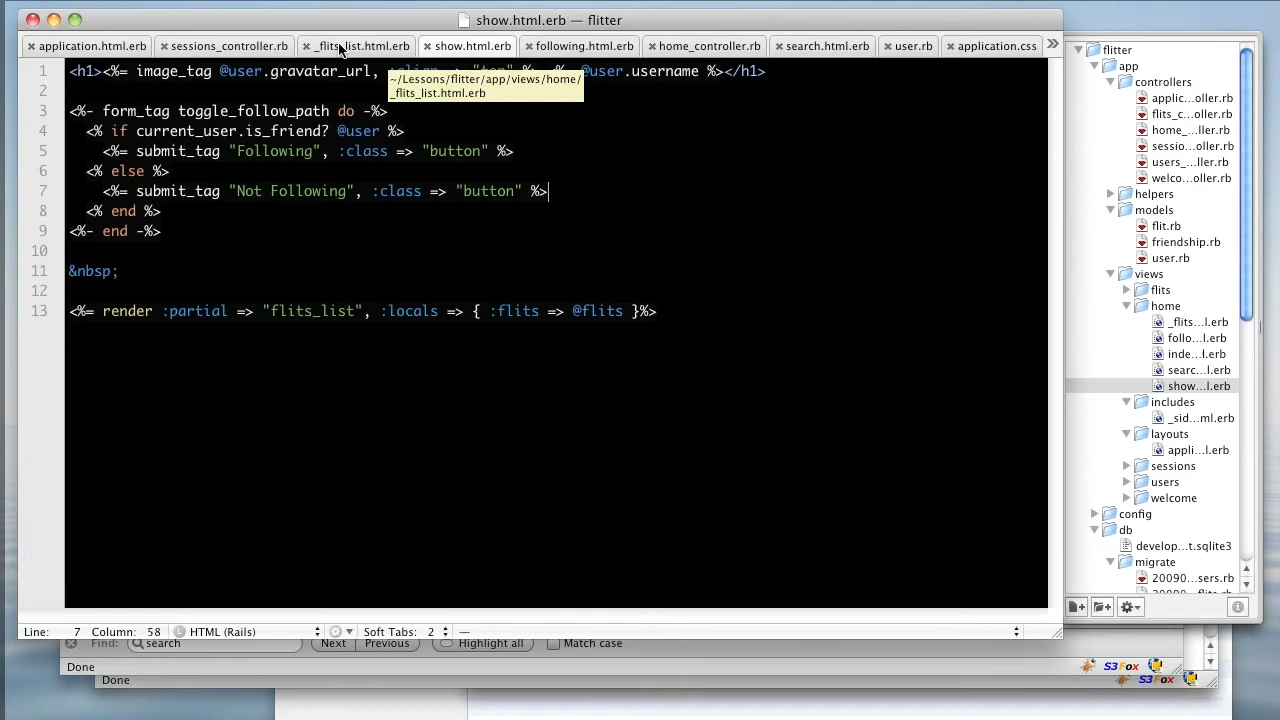 show.html.erb — flitter
application.html.erb
sessions_controller.rb
_flits_list.html.erb
show.html.erb
following.html.erb
home_controller.rb
search.html.erb
user.rb
application.css
~/Lessons/flitter/app/views/home/
_flits_list.html.erb
1 <h1><%= image_tag @user.gravatar_url, @user.username %></h1>
2
3 <%- form_tag toggle_follow_path do -%>
4 <% if current_user.is_friend? @user %>
5 <%= submit_tag "Following", :class => "button" %>
6 <% else %>
7 <%= submit_tag "Not Following", :class => "button" %>
8 <% end %>
9 <%- end -%>
10
11 &nbsp;
12
13 <%= render :partial => "flits_list", :locals => { :flits => @flits }%>
Line: 7 Column: 58 HTML (Rails) Soft Tabs: 2 —
Find: search Next Previous Highlight all Match case
Done S3Fox
Done S3Fox
flitter
app
controllers
applic...oller.rb
flits_c...oller.rb
home_...ller.rb
sessio...oller.rb
users_...ller.rb
welco...oller.rb
helpers
models
flit.rb
friendship.rb
user.rb
views
flits
home
_flits...l.erb
follo...l.erb
inde...l.erb
searc...l.erb
show...l.erb
includes
_sid...ml.erb
layouts
appli...l.erb
sessions
users
welcome
config
db
develop...t.sqlite3
migrate
20090...sers.rb